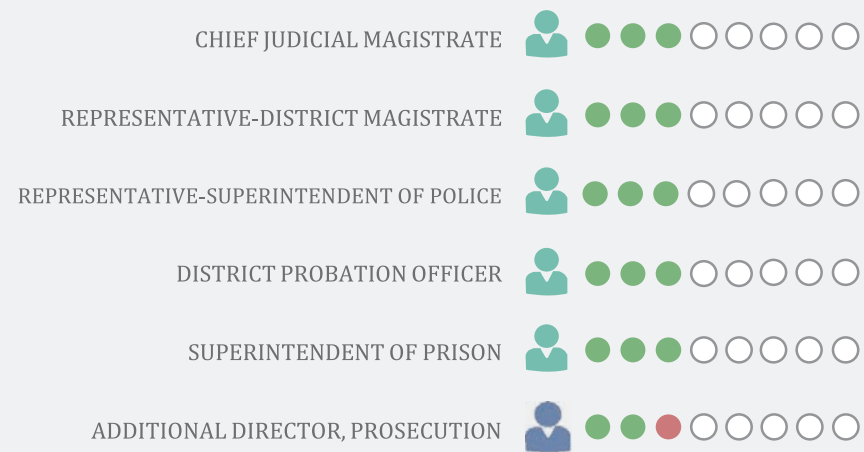 CHIEF JUDICIAL MAGISTRATE
REPRESENTATIVE-DISTRICT MAGISTRATE
REPRESENTATIVE-SUPERINTENDENT OF POLICE
DISTRICT PROBATION OFFICER
SUPERINTENDENT OF PRISON
ADDITIONAL DIRECTOR, PROSECUTION